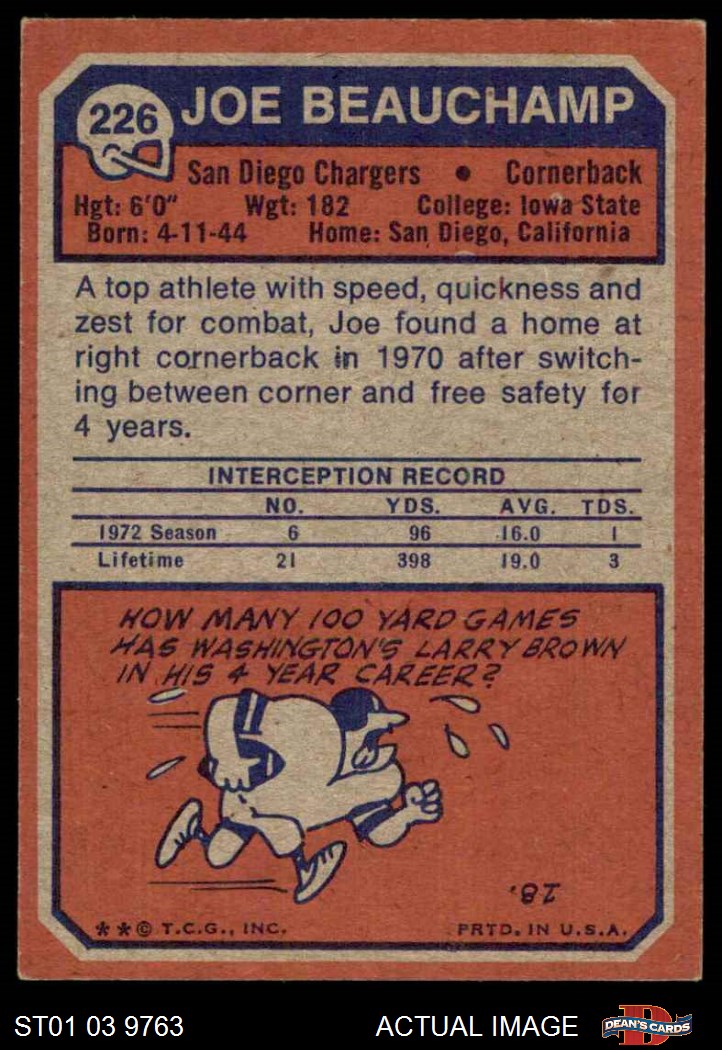 226
JOE BEAUCHAMP
San Diego Chargers • Cornerback
Hgt: 6'0" Wgt: 182 College: Iowa State
Born: 4-11-44 Home: San Diego, California
A top athlete with speed, quickness and
zest for combat, Joe found a home at
right cornerback in 1970 after switch-
ing between corner and free safety for
4 years.
INTERCEPTION RECORD
NO. YDS. AVG. TDS.
1972 Season 6 96 16.0 1
Lifetime 21 398 19.0 3
HOW MANY 100 YARD GAMES
HAS WASHINGTON'S LARRY BROWN
IN HIS 4 YEAR CAREER?
18.
**© T.C.G., INC. PRTD. IN U.S.A.
ST01 03 9763 ACTUAL IMAGE DEAN'S CARDS